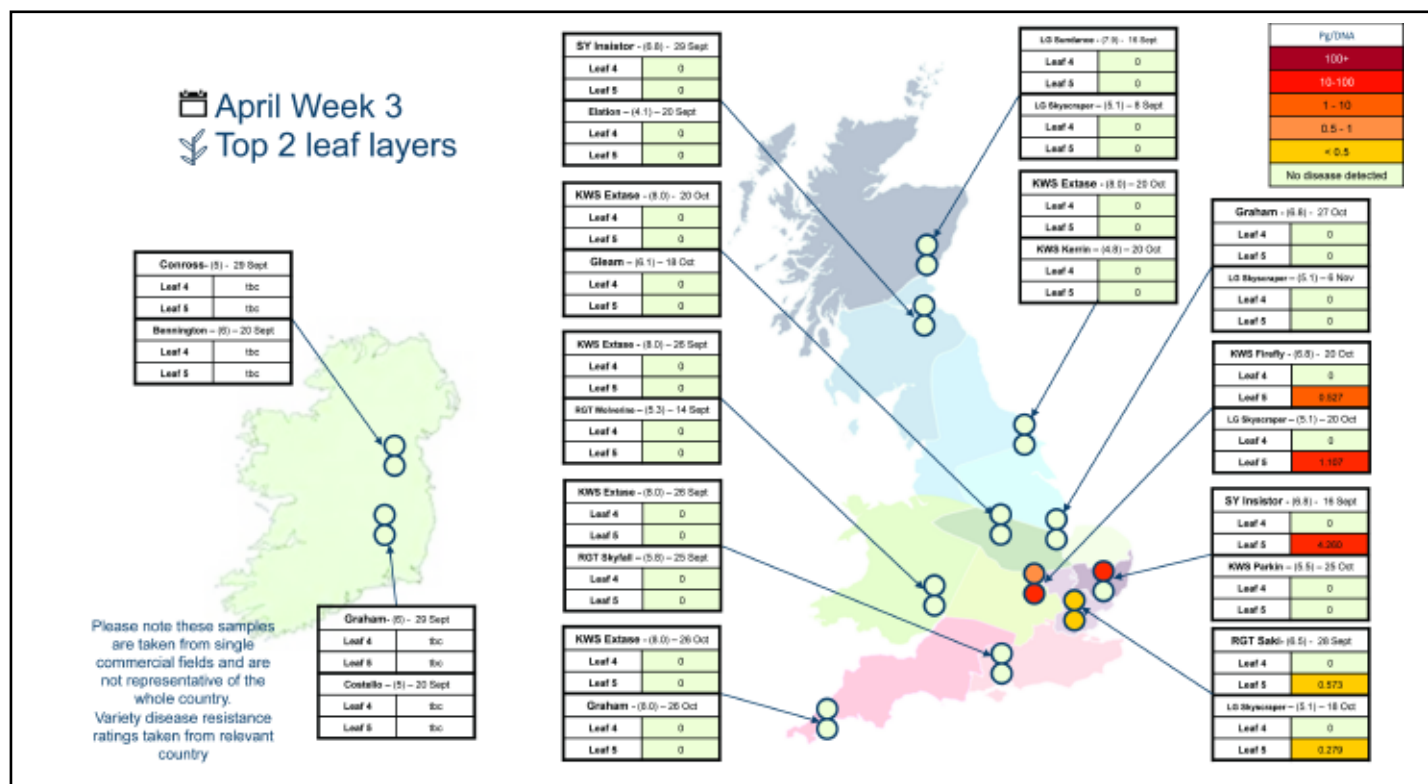 April Week 3
Top 2 leaf layers
Conross- (5) - 29 Sept
Leaf 4 tbc
Leaf 5 tbc
Bennington – (6) – 20 Sept
Leaf 4 tbc
Leaf 5 tbc
Graham- (6) - 29 Sept
Leaf 4 tbc
Leaf 5 tbc
Costello – (5) – 20 Sept
Leaf 4 tbc
Leaf 5 tbc
Please note these samples
are taken from single
commercial fields and are
not representative of the
whole country.
Variety disease resistance
ratings taken from relevant
country
SY Insistor - (6.8) - 29 Sept
Leaf 4 0
Leaf 5 0
Elation – (4.1) – 20 Sept
Leaf 4 0
Leaf 5 0
KWS Extase - (8.0) - 20 Oct
Leaf 4 0
Leaf 5 0
Gleam – (6.1) – 18 Oct
Leaf 4 0
Leaf 5 0
KWS Extase - (8.0) – 26 Sept
Leaf 4 0
Leaf 5 0
RGT Wolverine – (5.3) – 14 Sept
Leaf 4 0
Leaf 5 0
KWS Extase - (8.0) – 26 Sept
Leaf 4 0
Leaf 5 0
RGT Skyfall – (5.8) – 25 Sept
Leaf 4 0
Leaf 5 0
KWS Extase - (8.0) – 26 Oct
Leaf 4 0
Leaf 5 0
Graham - (8.0) – 26 Oct
Leaf 4 0
Leaf 5 0
LG Sundance - (7.9) - 16 Sept
Leaf 4 0
Leaf 5 0
LG Skyscraper – (5.1) – 8 Sept
Leaf 4 0
Leaf 5 0
KWS Extase - (8.0) – 20 Oct
Leaf 4 0
Leaf 5 0
KWS Kerrin – (4.8) – 20 Oct
Leaf 4 0
Leaf 5 0
Pg/DNA
100+
10-100
1 - 10
0.5 - 1
< 0.5
No disease detected
Graham - (6.8) - 27 Oct
Leaf 4 0
Leaf 5 0
LG Skyscraper – (5.1) – 6 Nov
Leaf 4 0
Leaf 5 0
KWS Firefly - (6.8) - 20 Oct
Leaf 4 0
Leaf 5 0.527
LG Skyscraper – (5.1) – 20 Oct
Leaf 4 0
Leaf 5 1.107
SY Insistor - (6.8) - 16 Sept
Leaf 4 0
Leaf 5 4.260
KWS Parkin – (5.5) – 25 Oct
Leaf 4 0
Leaf 5 0
RGT Saki- (6.5) - 28 Sept
Leaf 4 0
Leaf 5 0.573
LG Skyscraper – (5.1) – 18 Oct
Leaf 4 0
Leaf 5 0.279